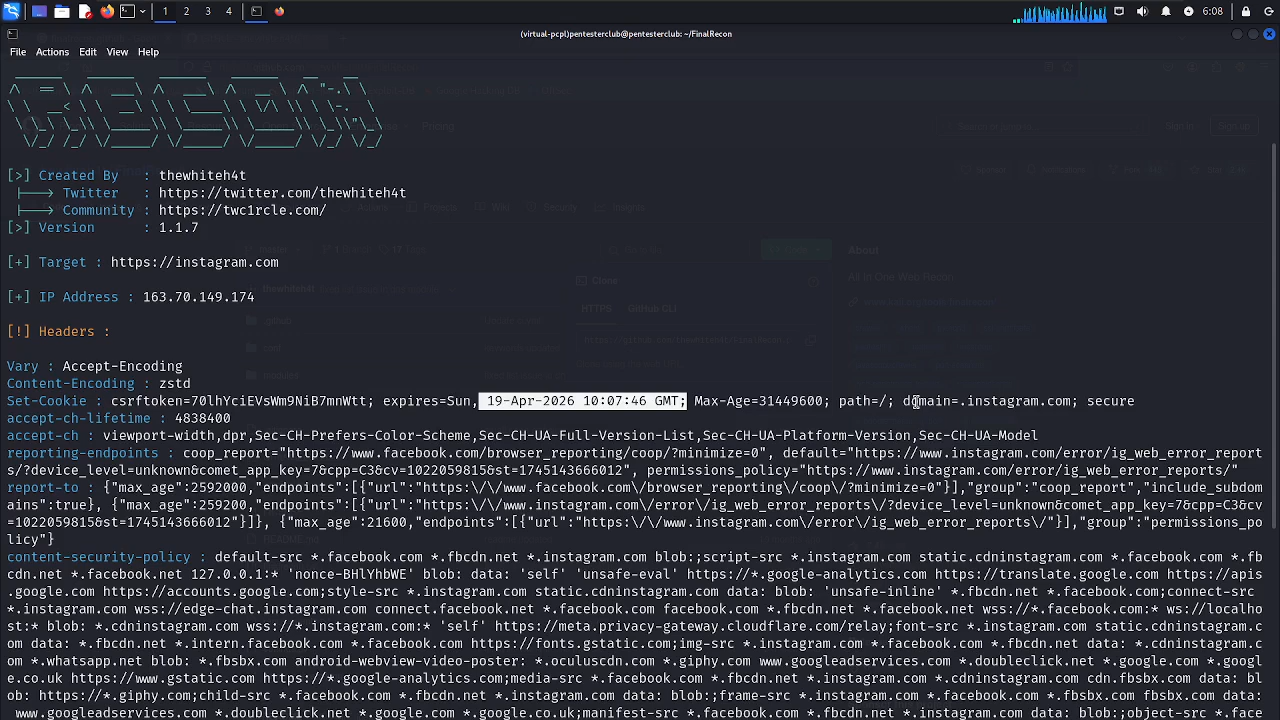 1 2 3 4 6:08
(virtual-pcpl)pentesterclub@pentesterclub: ~/FinalRecon
File Actions Edit View Help
[>] Created By : thewhiteh4t
|---> Twitter : https://twitter.com/thewhiteh4t
|---> Community : https://twc1rcle.com/
[>] Version : 1.1.7
[+] Target : https://instagram.com
[+] IP Address : 163.70.149.174
[!] Headers :
Vary : Accept-Encoding
Content-Encoding : zstd
Set-Cookie : csrftoken=70lhYciEVsWm9NiB7mnWtt; expires=Sun, 19-Apr-2026 10:07:46 GMT; Max-Age=31449600; path=/; domain=.instagram.com; secure
accept-ch-lifetime : 4838400
accept-ch : viewport-width,dpr,Sec-CH-Prefers-Color-Scheme,Sec-CH-UA-Full-Version-List,Sec-CH-UA-Platform-Version,Sec-CH-UA-Model
reporting-endpoints : coop_report="https://www.facebook.com/browser_reporting/coop/?minimize=0", default="https://www.instagram.com/error/ig_web_error_report
s/?device_level=unknown&comet_app_key=7&cpp=C3&cv=1022059815&st=1745143666012", permissions_policy="https://www.instagram.com/error/ig_web_error_reports/"
report-to : {"max_age":2592000,"endpoints":[{"url":"https:\/\/www.facebook.com\/browser_reporting\/coop\/?minimize=0"}],"group":"coop_report","include_subdom
ains":true}, {"max_age":259200,"endpoints":[{"url":"https:\/\/www.instagram.com\/error\/ig_web_error_reports\/?device_level=unknown&comet_app_key=7&cpp=C3&cv
=1022059815&st=1745143666012"}]}, {"max_age":21600,"endpoints":[{"url":"https:\/\/www.instagram.com\/error\/ig_web_error_reports\/"}],"group":"permissions_po
licy"}
content-security-policy : default-src *.facebook.com *.fbcdn.net *.instagram.com blob:;script-src *.instagram.com static.cdninstagram.com *.facebook.com *.fb
cdn.net *.facebook.net 127.0.0.1:* 'nonce-BHlYhbWE' blob: data: 'self' 'unsafe-eval' https://*.google-analytics.com https://translate.google.com https://apis
.google.com https://accounts.google.com;style-src *.instagram.com static.cdninstagram.com data: blob: 'unsafe-inline' *.facebook.com *.fbcdn.net;connect-src
*.instagram.com wss://edge-chat.instagram.com connect.facebook.net facebook.com facebook.net *.facebook.com *.fbcdn.net *.facebook.net wss://*.facebook.com:* ws://localho
st:* blob: *.cdninstagram.com wss://*.instagram.com:* 'self' https://meta.privacy-gateway.cloudflare.com/relay;font-src *.facebook.com static.cdninstagram.co
m data: *.fbcdn.net *.intern.facebook.com *.instagram.com https://fonts.gstatic.com;img-src *.instagram.com *.fbcdn.net data: *.cdninstagram.com *.facebook.co
m *.whatsapp.net blob: *.fbsbx.com android-webview-video-poster: *.oculuscdn.com *.giphy.com www.googleadservices.com *.doubleclick.net *.google.com *.googl
e.co.uk https://www.gstatic.com https://*.google-analytics.com;media-src *.facebook.com *.instagram.com *.cdninstagram.com *.fbcdn.net *.fbsbx.com data: bl
ob: https://*.giphy.com;child-src *.facebook.com *.instagram.com *.fbcdn.net data: blob:;frame-src *.instagram.com *.facebook.com *.fbsbx.com fbsbx.com data:
www.googleadservices.com *.doubleclick.net *.google.com *.google.co.uk;manifest-src *.facebook.com *.fbcdn.net *.instagram.com data: blob:;object-src *.face